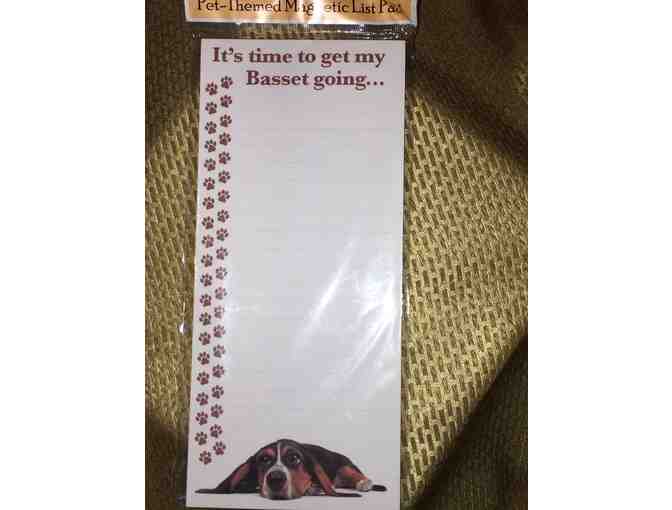 Pet-Themed Magnetic List Pad
It's time to get my
Basset going...